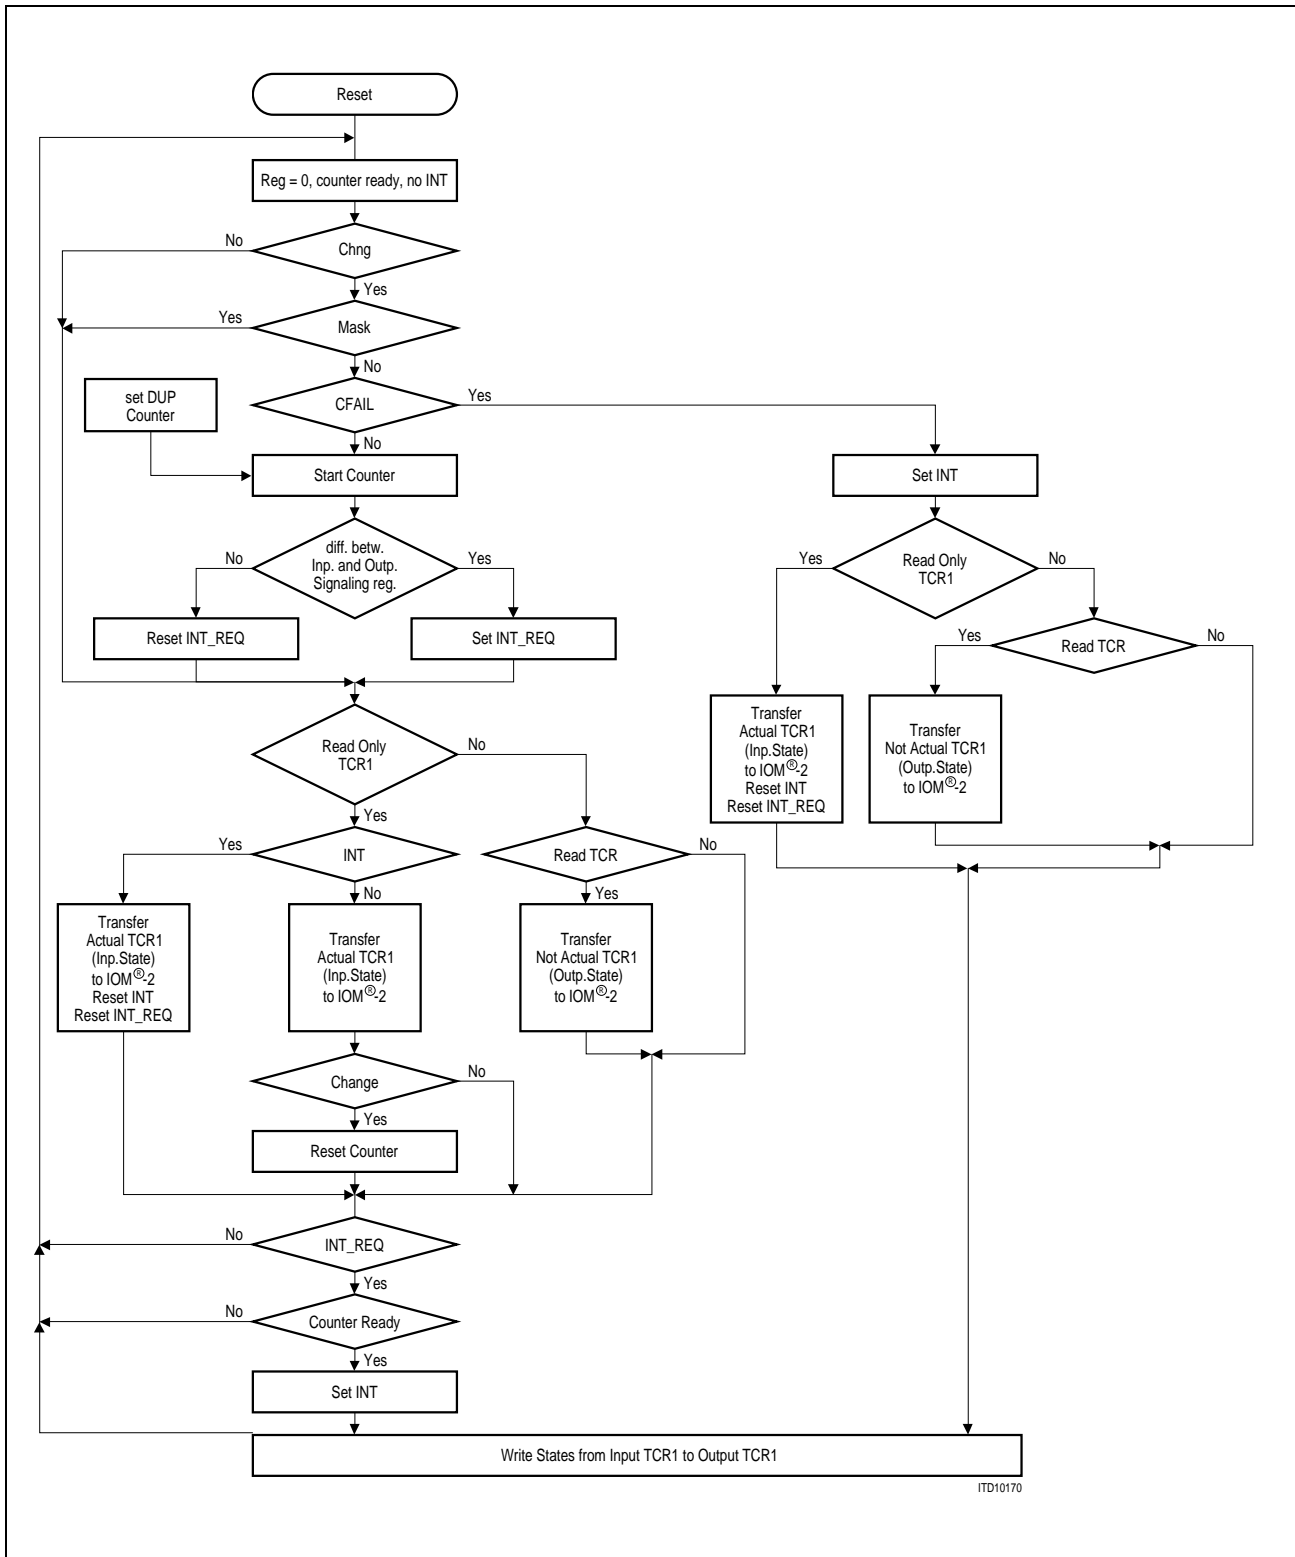 Reset
Reg = 0, counter ready, no INT
No
Chng
Yes
Yes
Mask
No
set DUP
Counter
CFAIL
Yes
No
Start Counter
Set INT
No
diff. betw.
Inp. and Outp.
Signaling reg.
Yes
Yes
Read Only
TCR1
No
Reset INT_REQ
Set INT_REQ
Yes
Read TCR
No
Transfer
Actual TCR1
(Inp.State)
to IOM®-2
Reset INT
Reset INT_REQ
Transfer
Not Actual TCR1
(Outp.State)
to IOM®-2
Read Only
TCR1
No
Yes
Yes
INT
No
Read TCR
No
Yes
Transfer
Actual TCR1
(Inp.State)
to IOM®-2
Reset INT
Reset INT_REQ
Transfer
Actual TCR1
(Inp.State)
to IOM®-2
Transfer
Not Actual TCR1
(Outp.State)
to IOM®-2
Change
No
Yes
Reset Counter
No
INT_REQ
Yes
No
Counter Ready
Yes
Set INT
Write States from Input TCR1 to Output TCR1
ITD10170